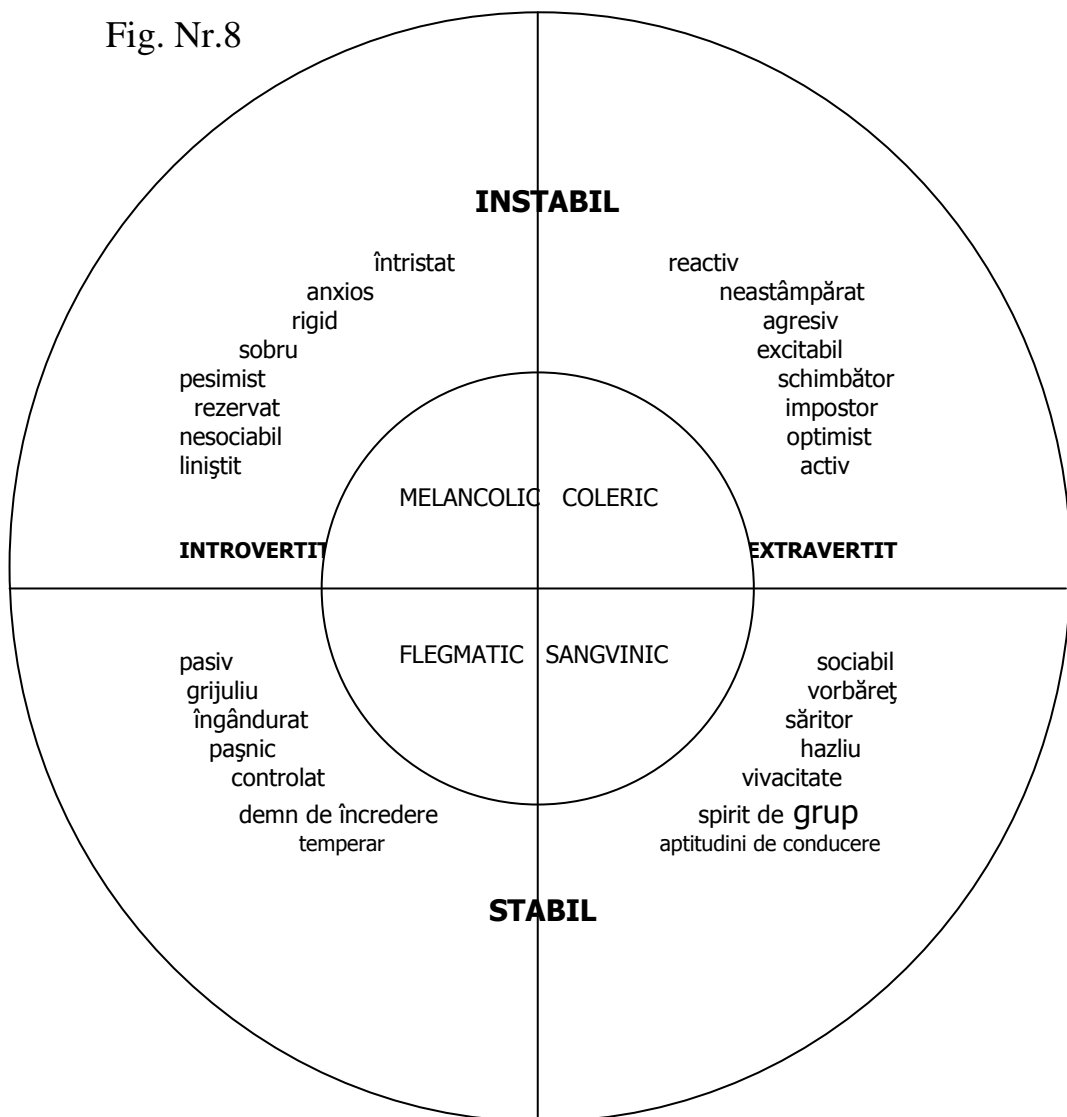 Fig. Nr.8
INSTABIL
întristat reactiv
anxios neastâmpărat
rigid agresiv
sobru excitabil
pesimist schimbător
rezervat impostor
nesociabil optimist
liniştit activ
MELANCOLIC COLERIC
INTROVERTIT EXTRAVERTIT
FLEGMATIC SANGVINIC
pasiv sociabil
grijuliu vorbăreţ
îngândurat săritor
paşnic hazliu
controlat vivacitate
demn de încredere spirit de grup
temperar aptitudini de conducere
STABIL